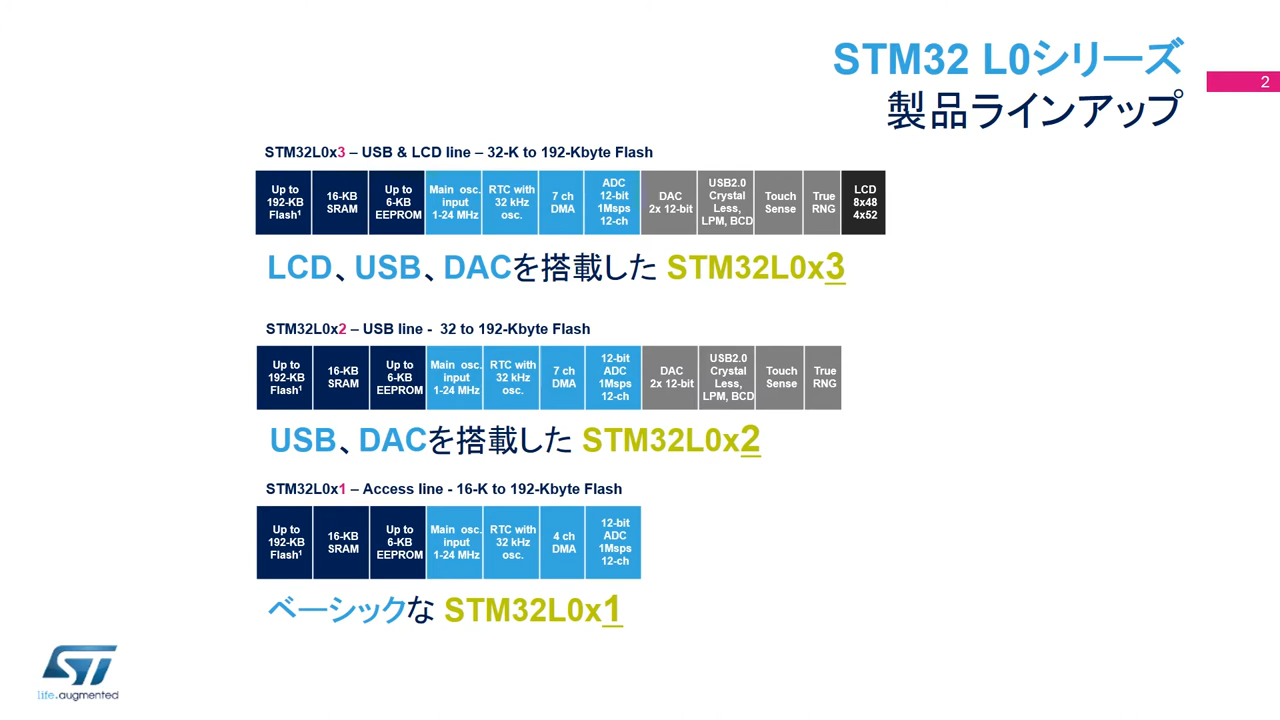 STM32 L0シリーズ
製品ラインアップ
2
STM32L0x3 – USB & LCD line – 32-K to 192-Kbyte Flash
Up to
192-KB
Flash¹
16-KB
SRAM
Up to
6-KB
EEPROM
Main osc.
input
1-24 MHz
RTC with
32 kHz
osc.
7 ch
DMA
ADC
12-bit
1Msps
12-ch
DAC
2x 12-bit
USB2.0
Crystal
Less,
LPM, BCD
Touch
Sense
True
RNG
LCD
8x48
4x52
LCD、USB、DACを搭載した STM32L0x3
STM32L0x2 – USB line - 32 to 192-Kbyte Flash
Up to
192-KB
Flash¹
16-KB
SRAM
Up to
6-KB
EEPROM
Main osc.
input
1-24 MHz
RTC with
32 kHz
osc.
7 ch
DMA
12-bit
ADC
1Msps
12-ch
DAC
2x 12-bit
USB2.0
Crystal
Less,
LPM, BCD
Touch
Sense
True
RNG
USB、DACを搭載した STM32L0x2
STM32L0x1 – Access line - 16-K to 192-Kbyte Flash
Up to
192-KB
Flash¹
16-KB
SRAM
Up to
6-KB
EEPROM
Main osc.
input
1-24 MHz
RTC with
32 kHz
osc.
4 ch
DMA
12-bit
ADC
1Msps
12-ch
ベーシックな STM32L0x1
ST
life.augmented